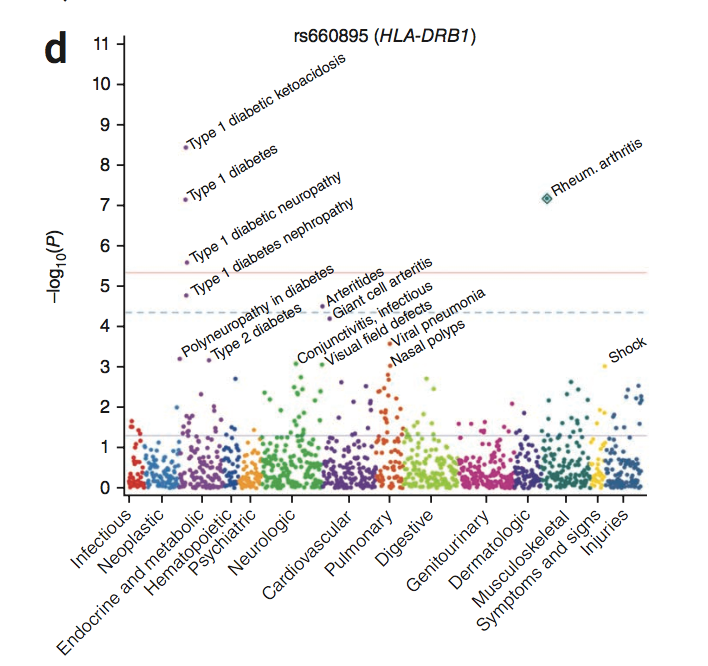 d
rs660895 (HLA-DRB1)
11
10
9
8
7
6
5
4
3
2
1
0
–log10(P)
Type 1 diabetic ketoacidosis
Type 1 diabetes
Rheum. arthritis
Type 1 diabetic neuropathy
Type 1 diabetes nephropathy
Polyneuropathy in diabetes
Type 2 diabetes
Arteritides
Giant cell arteritis
Conjunctivitis, infectious
Visual field defects
Viral pneumonia
Nasal polyps
Shock
Infectious
Neoplastic
Endocrine and metabolic
Hematopoietic
Psychiatric
Neurologic
Cardiovascular
Pulmonary
Digestive
Genitourinary
Dermatologic
Musculoskeletal
Symptoms and signs
Injuries